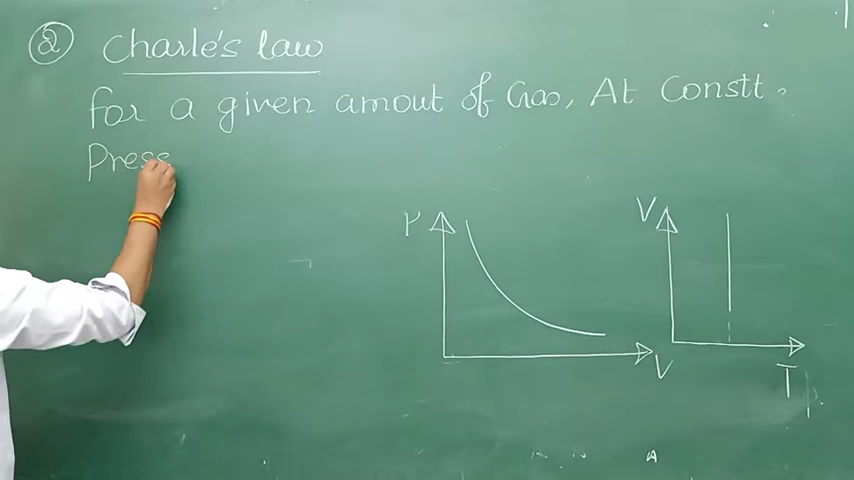 2 Charle's law
for a given amout of Gas, At Constt.
Press
P
V
V
T